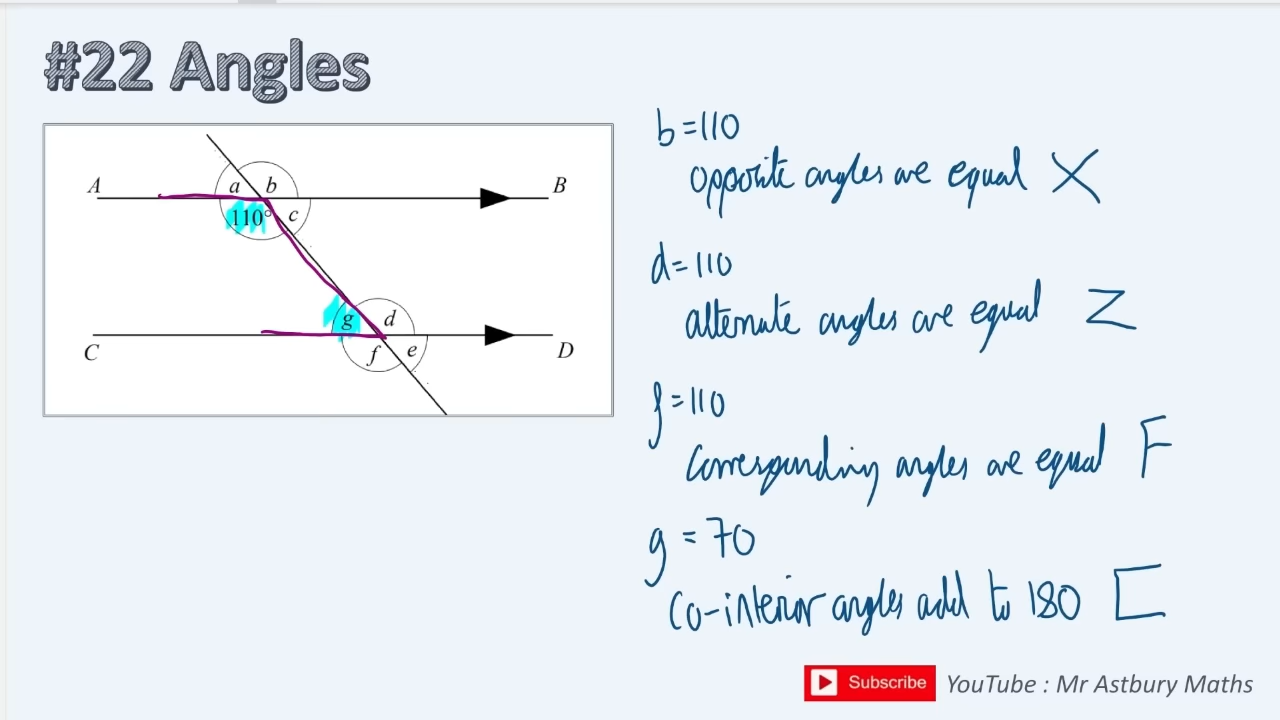 #22 Angles
A
a
b
B
110°
c
g
d
C
f
e
D
b=110
opposite angles are equal X
d=110
alternate angles are equal Z
f=110
corresponding angles are equal F
g = 70
co-interior angles add to 180 [
Subscribe YouTube : Mr Astbury Maths